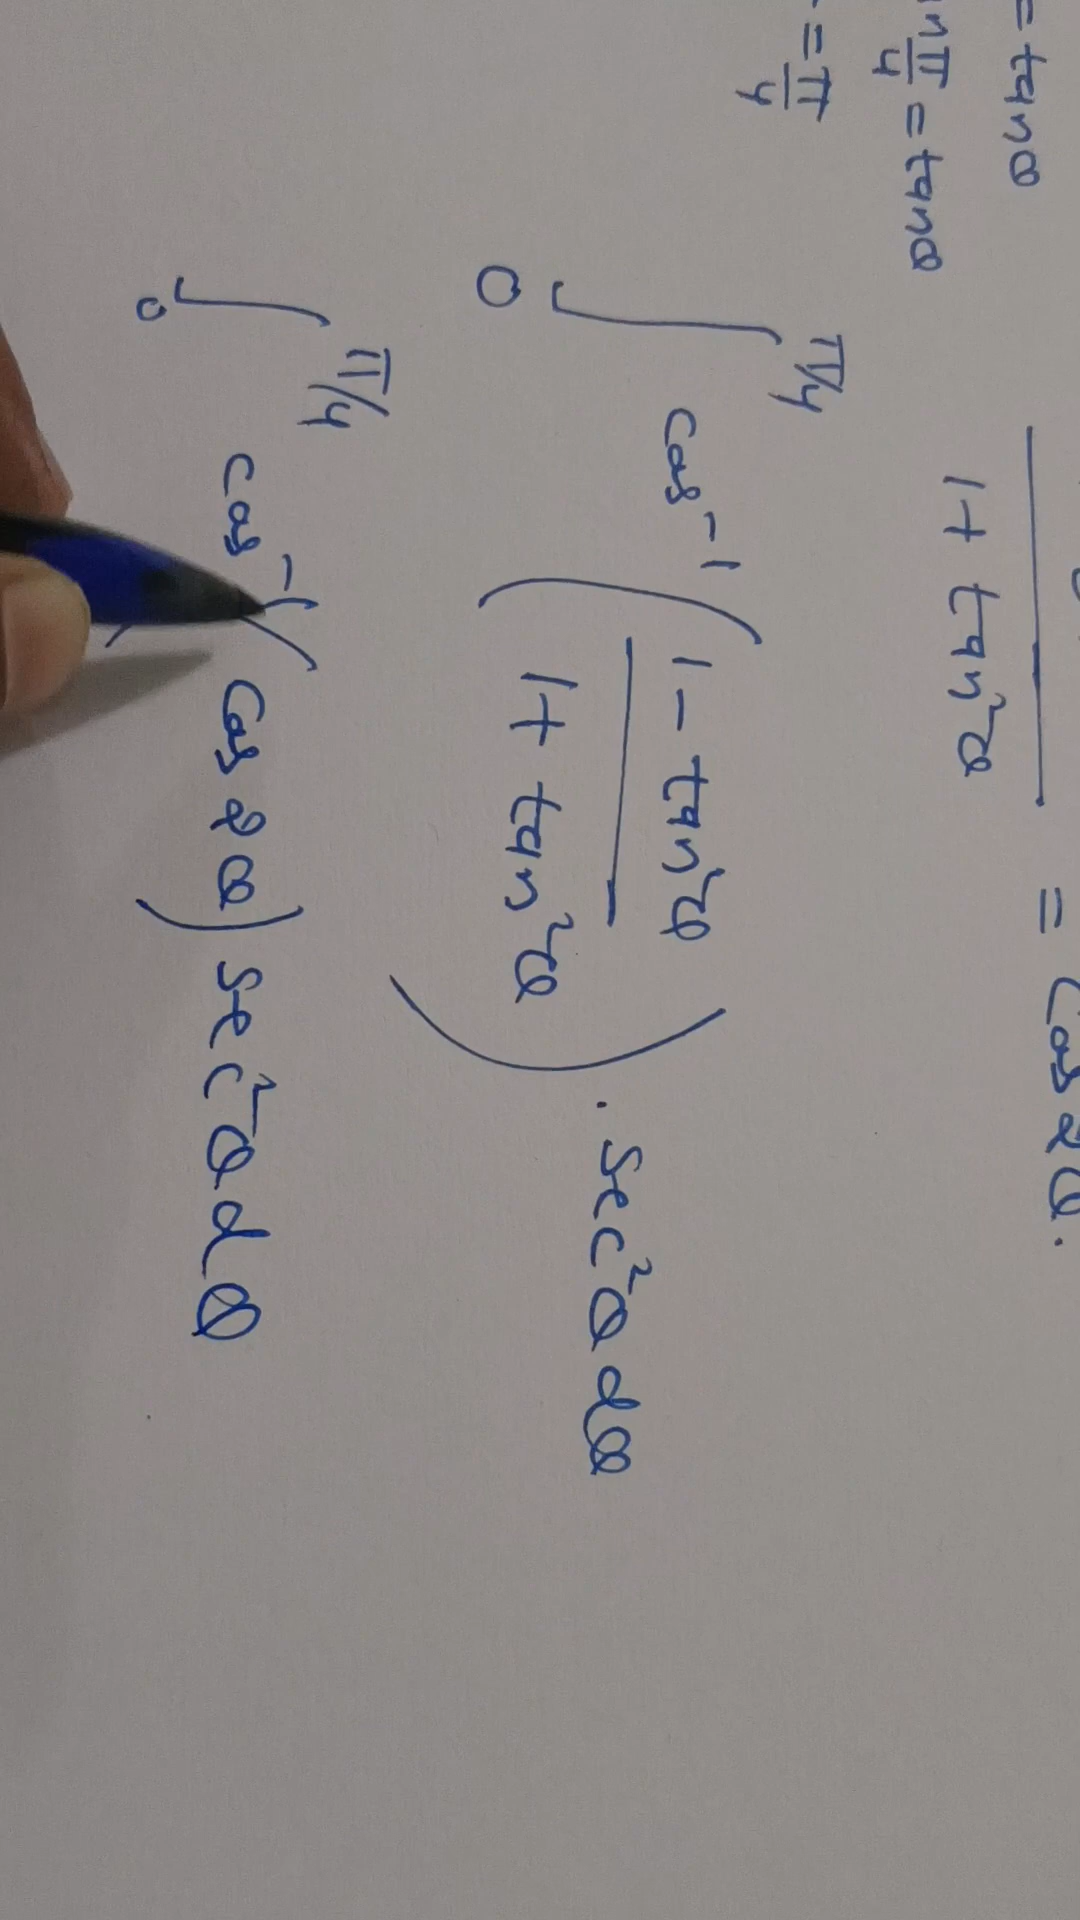 = tanθ
π/4 = tanθ
= π/4
1 + tan²θ = cos 2θ.
∫₀^{π/4} cos⁻¹ ( (1 - tan²θ) / (1 + tan²θ) ) . sec²θ dθ
∫₀^{π/4} cos⁻¹ ( cos 2θ ) sec²θ dθ